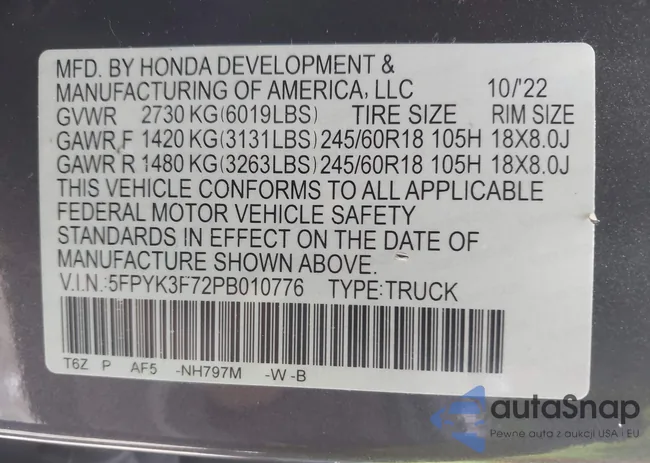 MFD. BY HONDA DEVELOPMENT &
MANUFACTURING OF AMERICA, LLC 10/'22
GVWR 2730 KG(6019LBS) TIRE SIZE RIM SIZE
GAWR F 1420 KG(3131LBS) 245/60R18 105H 18X8.0J
GAWR R 1480 KG(3263LBS) 245/60R18 105H 18X8.0J
THIS VEHICLE CONFORMS TO ALL APPLICABLE
FEDERAL MOTOR VEHICLE SAFETY
STANDARDS IN EFFECT ON THE DATE OF
MANUFACTURE SHOWN ABOVE.
V.I.N.:5FPYK3F72PB010776 TYPE:TRUCK
T6Z P AF5 -NH797M -W -B
autaSnap
Pewne auta z aukcji USA i EU